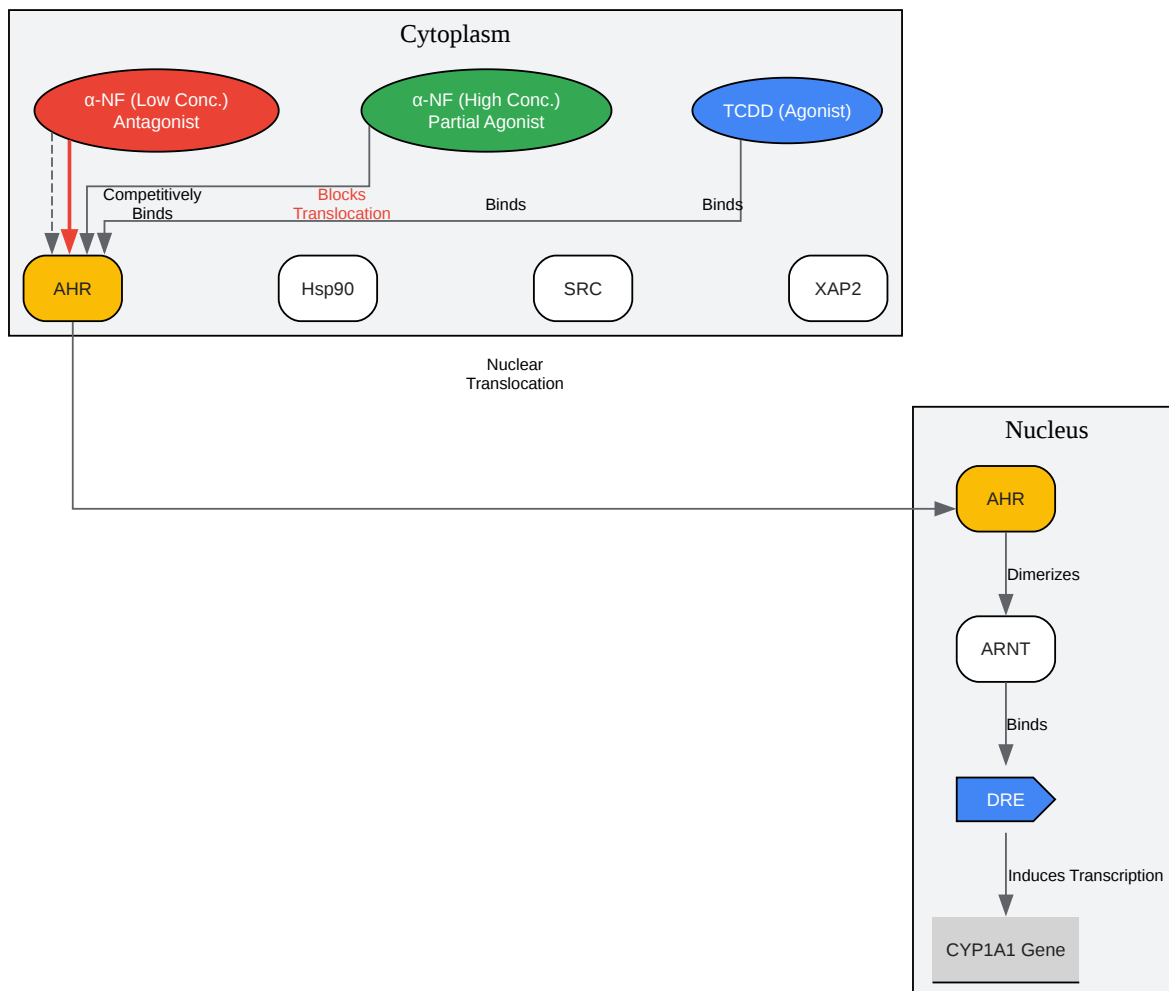 Cytoplasm
α-NF (Low Conc.)
Antagonist
α-NF (High Conc.)
Partial Agonist
TCDD (Agonist)
Competitively
Binds
Blocks
Translocation
Binds
Binds
AHR
Hsp90
SRC
XAP2
Nuclear
Translocation
Nucleus
AHR
Dimerizes
ARNT
Binds
DRE
Induces Transcription
CYP1A1 Gene